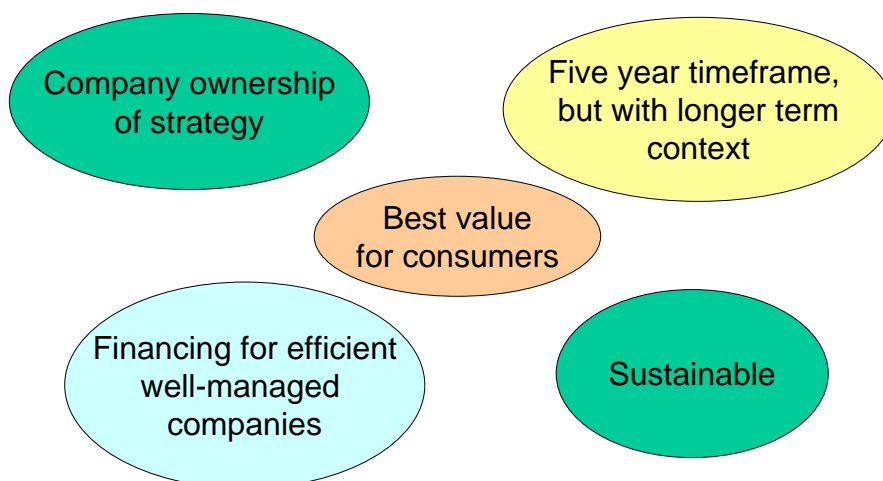 Company ownership
of strategy
Five year timeframe,
but with longer term
context
Best value
for consumers
Financing for efficient
well-managed
companies
Sustainable